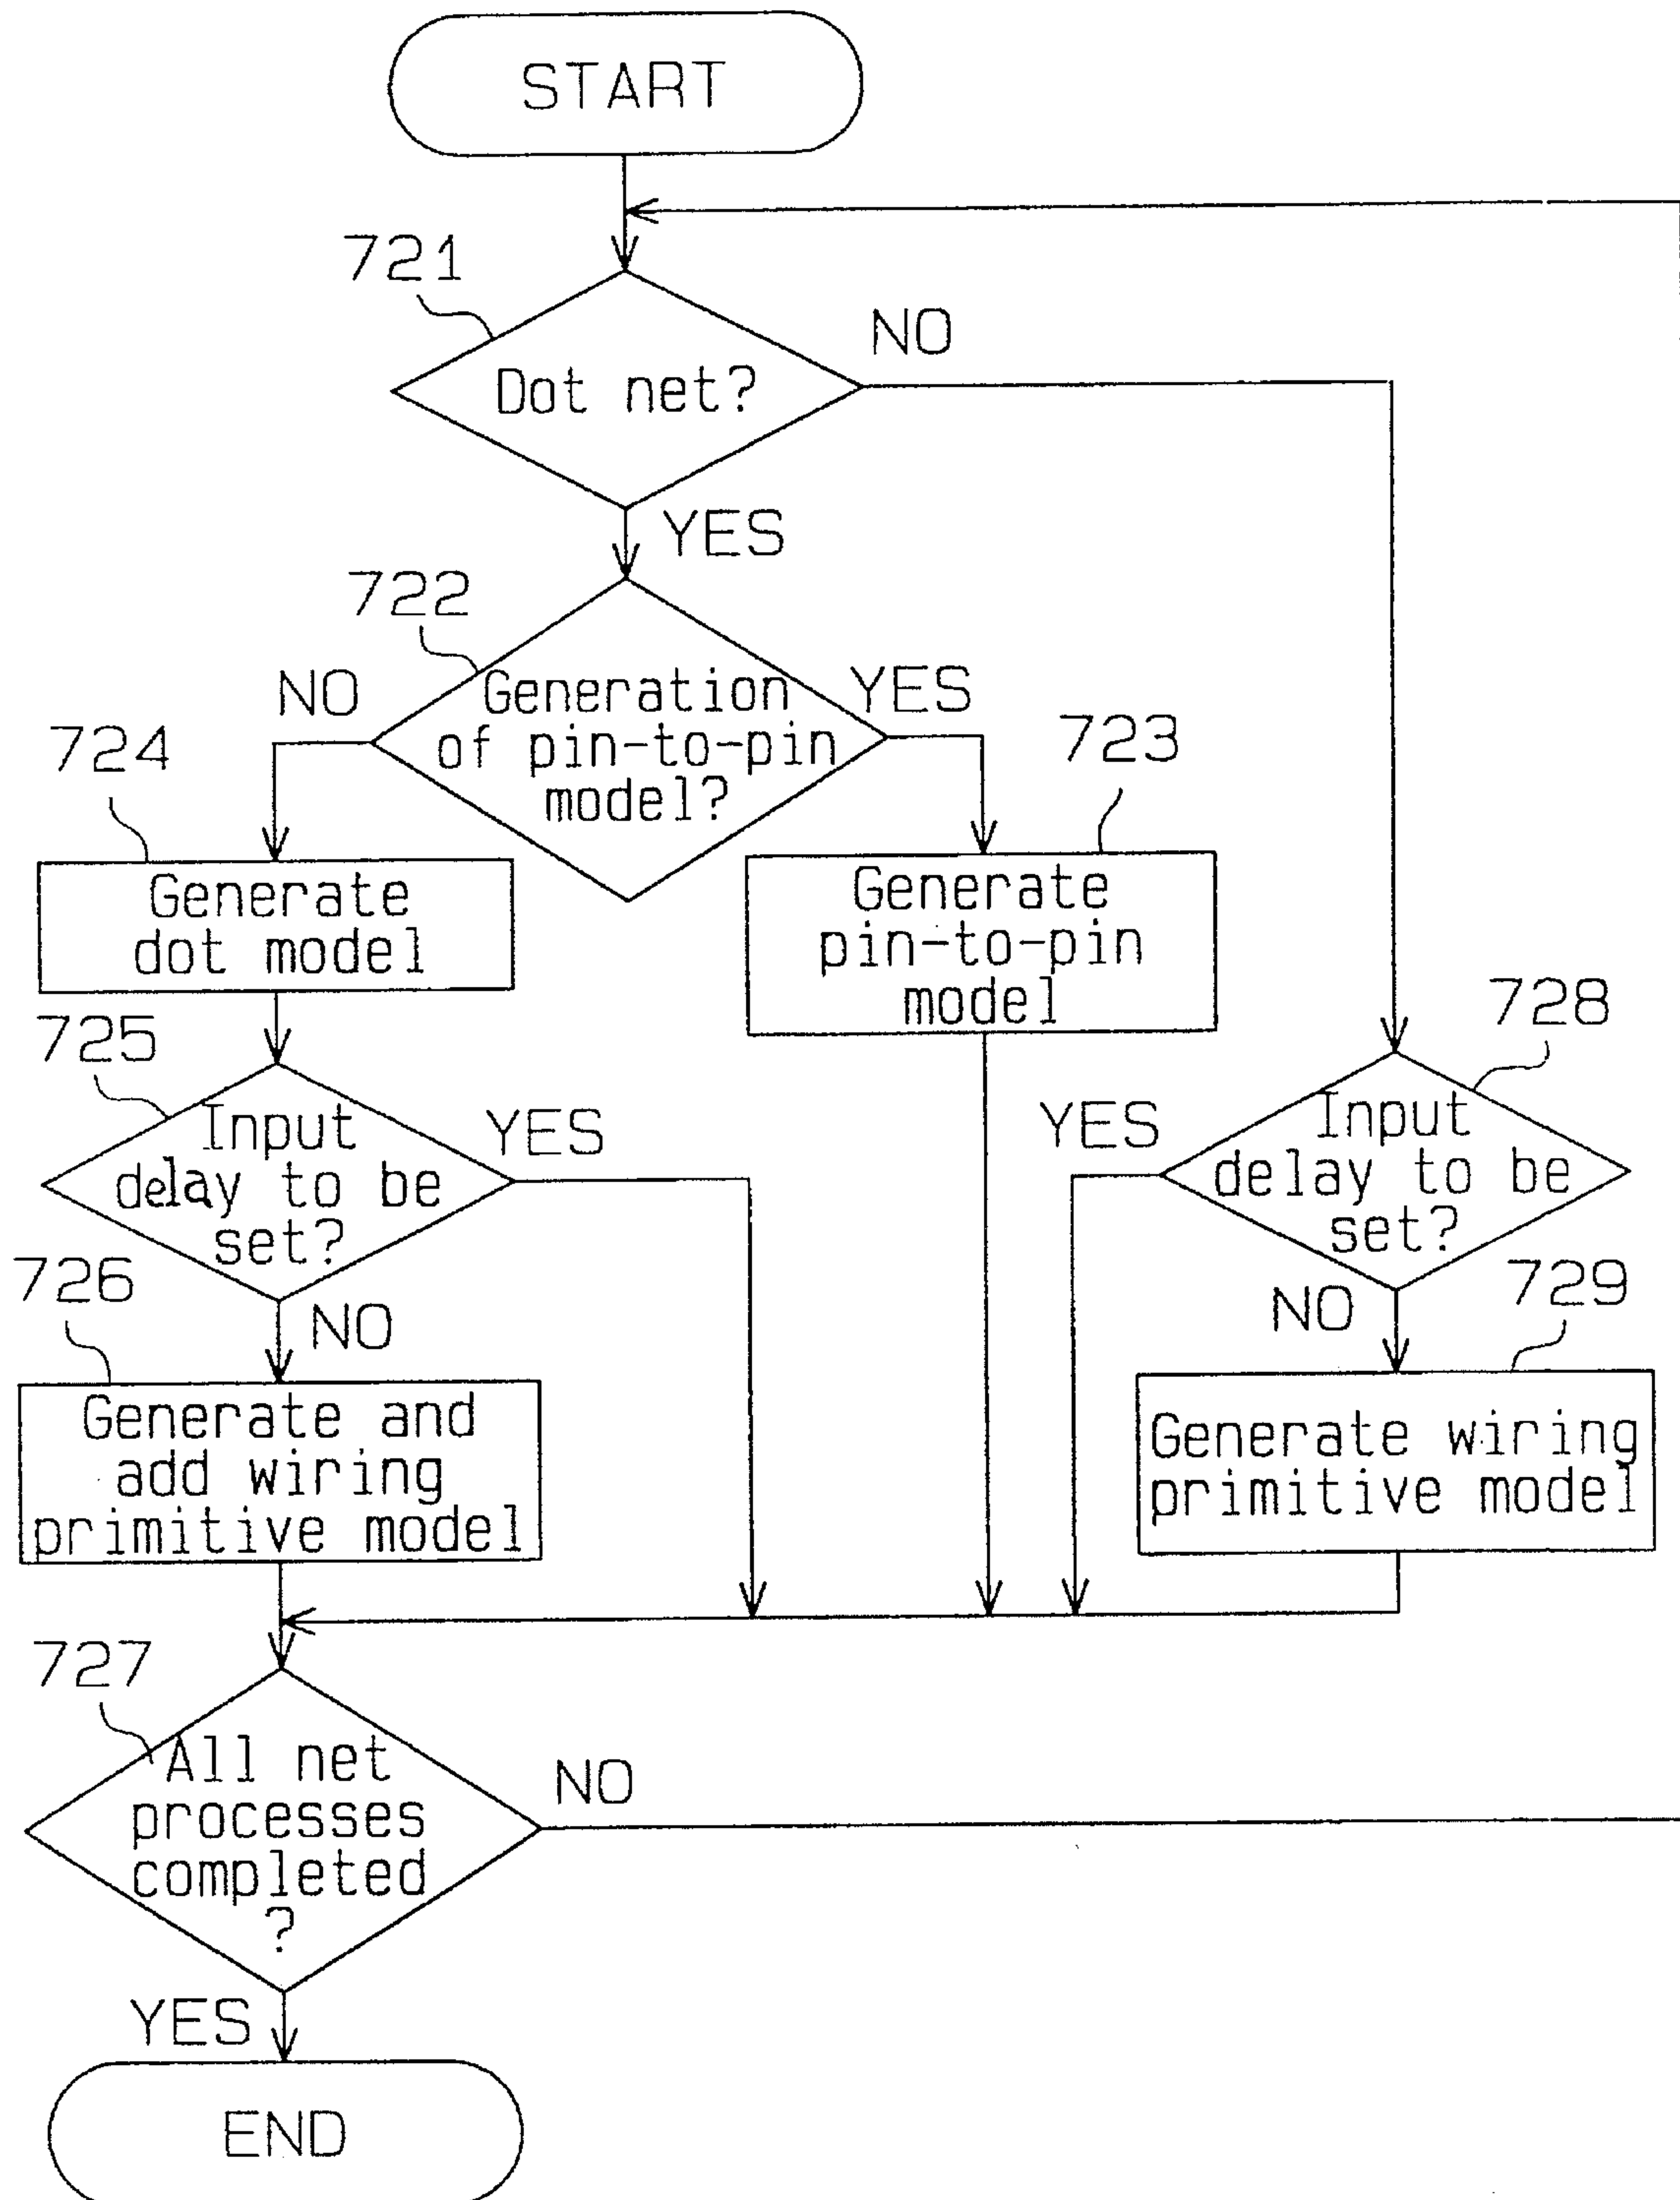 START
721
NO
Dot net?
YES
722
NO
Generation
of pin-to-pin
model?
YES
724
723
Generate
dot model
Generate
pin-to-pin
model
725
728
Input
delay to be
set?
YES
YES
Input
delay to be
set?
726
NO
NO
729
Generate and
add wiring
primitive model
Generate wiring
primitive model
727
All net
processes
completed
?
NO
YES
END